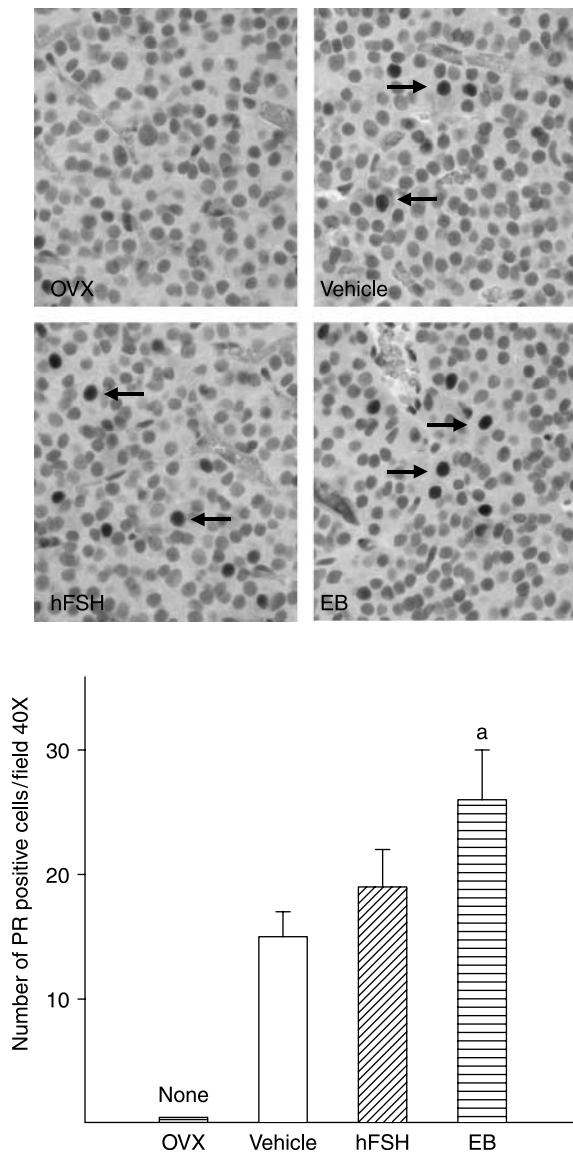 OVX
Vehicle
hFSH
EB
Number of PR positive cells/field 40X
30
20
10
a
None
OVX
Vehicle
hFSH
EB